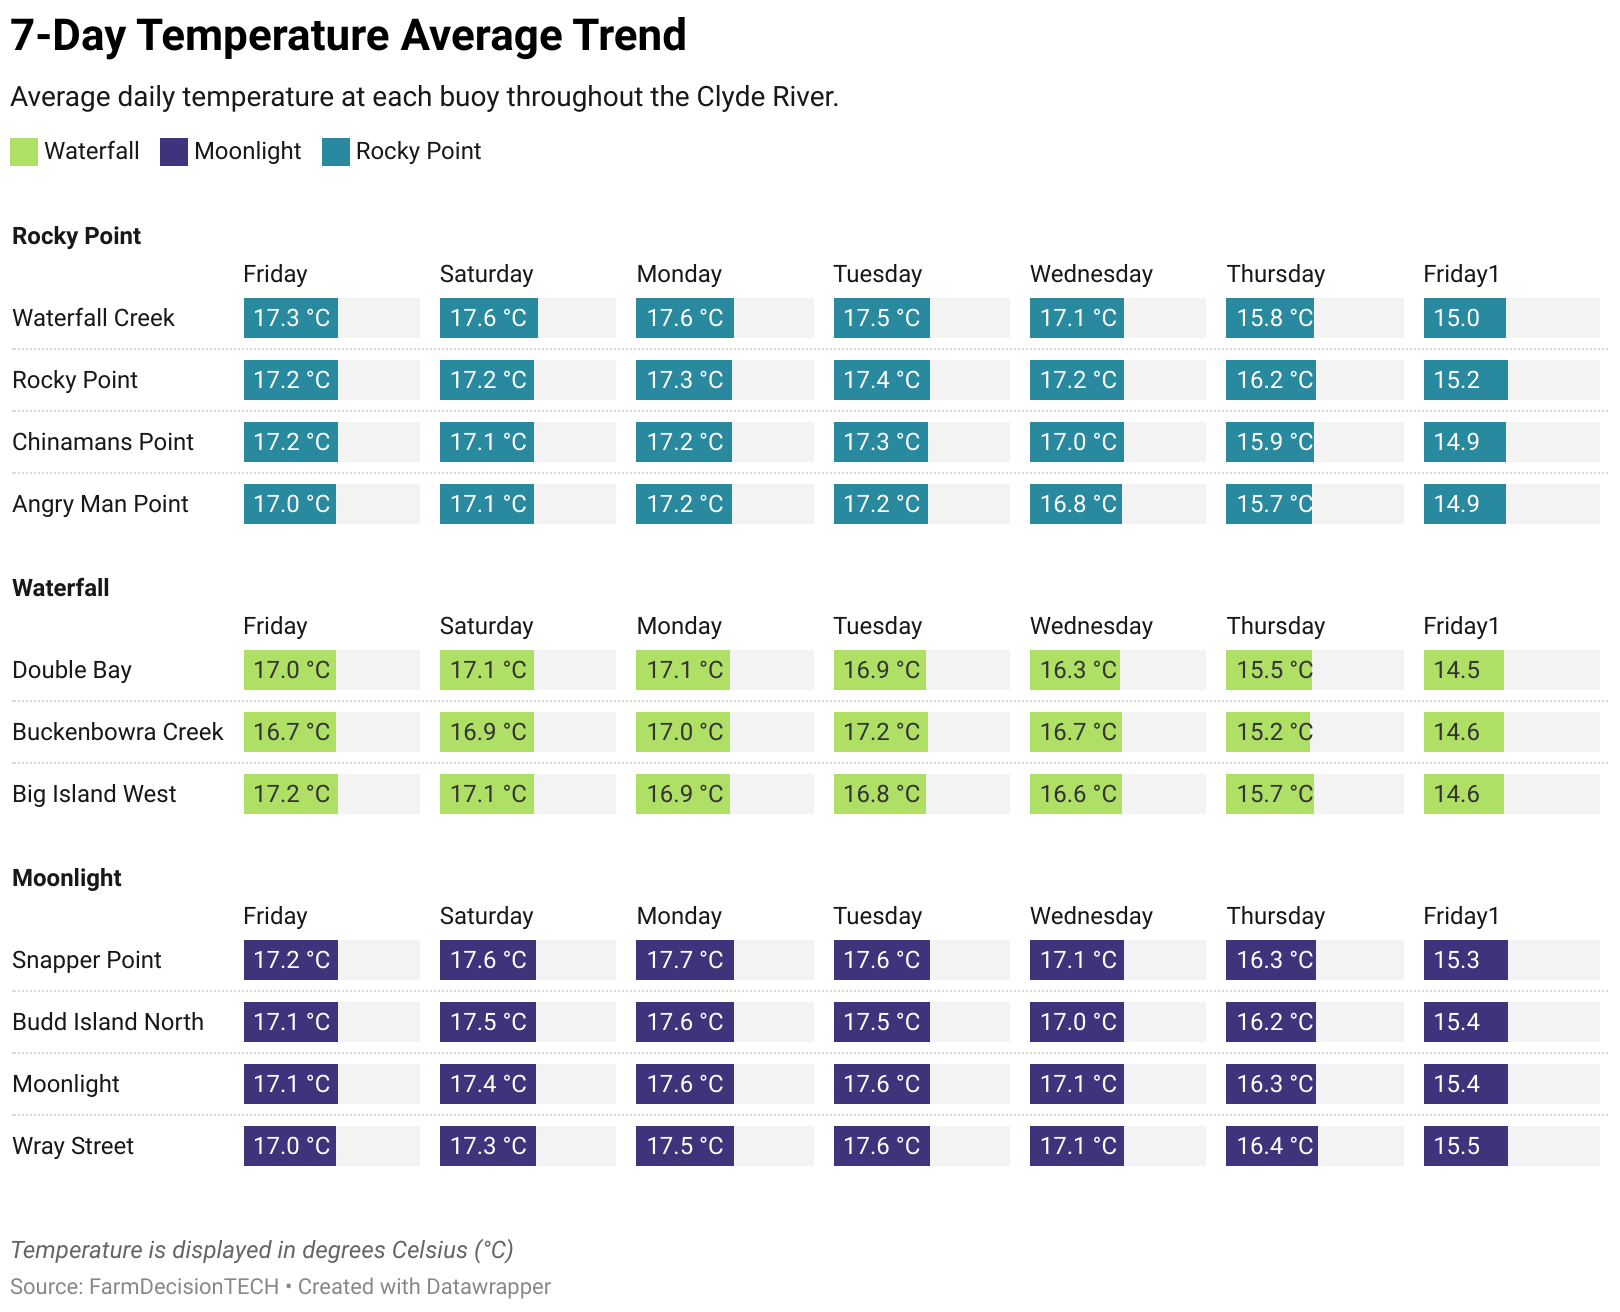 7-Day Temperature Average Trend
Average daily temperature at each buoy throughout the Clyde River.
Waterfall Moonlight Rocky Point
Rocky Point
Friday Saturday Monday Tuesday Wednesday Thursday Friday1
Waterfall Creek 17.3 °C 17.6 °C 17.6 °C 17.5 °C 17.1 °C 15.8 °C 15.0
Rocky Point 17.2 °C 17.2 °C 17.3 °C 17.4 °C 17.2 °C 16.2 °C 15.2
Chinamans Point 17.2 °C 17.1 °C 17.2 °C 17.3 °C 17.0 °C 15.9 °C 14.9
Angry Man Point 17.0 °C 17.1 °C 17.2 °C 17.2 °C 16.8 °C 15.7 °C 14.9
Waterfall
Friday Saturday Monday Tuesday Wednesday Thursday Friday1
Double Bay 17.0 °C 17.1 °C 17.1 °C 16.9 °C 16.3 °C 15.5 °C 14.5
Buckenbowra Creek 16.7 °C 16.9 °C 17.0 °C 17.2 °C 16.7 °C 15.2 °C 14.6
Big Island West 17.2 °C 17.1 °C 16.9 °C 16.8 °C 16.6 °C 15.7 °C 14.6
Moonlight
Friday Saturday Monday Tuesday Wednesday Thursday Friday1
Snapper Point 17.2 °C 17.6 °C 17.7 °C 17.6 °C 17.1 °C 16.3 °C 15.3
Budd Island North 17.1 °C 17.5 °C 17.6 °C 17.5 °C 17.0 °C 16.2 °C 15.4
Moonlight 17.1 °C 17.4 °C 17.6 °C 17.6 °C 17.1 °C 16.3 °C 15.4
Wray Street 17.0 °C 17.3 °C 17.5 °C 17.6 °C 17.1 °C 16.4 °C 15.5
Temperature is displayed in degrees Celsius (°C)
Source: FarmDecisionTECH • Created with Datawrapper